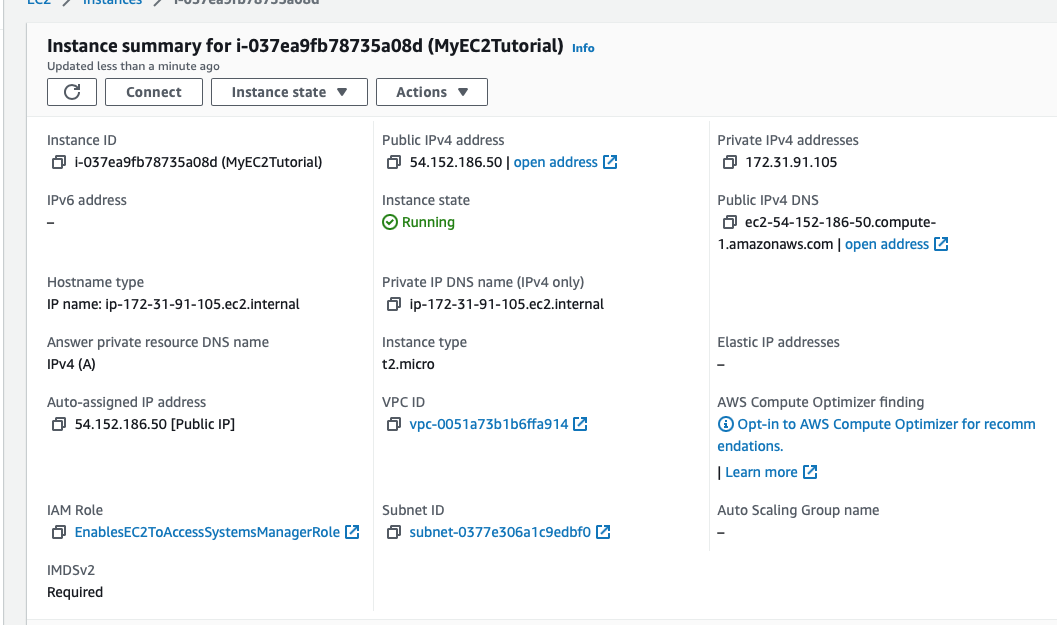 EC2 > Instances > i-037ea9fb78735a08d
Instance summary for i-037ea9fb78735a08d (MyEC2Tutorial) Info
Updated less than a minute ago
Connect Instance state Actions
Instance ID
i-037ea9fb78735a08d (MyEC2Tutorial)
Public IPv4 address
54.152.186.50 | open address
Private IPv4 addresses
172.31.91.105
IPv6 address
–
Instance state
Running
Public IPv4 DNS
ec2-54-152-186-50.compute-
1.amazonaws.com | open address
Hostname type
IP name: ip-172-31-91-105.ec2.internal
Private IP DNS name (IPv4 only)
ip-172-31-91-105.ec2.internal
Answer private resource DNS name
IPv4 (A)
Instance type
t2.micro
Elastic IP addresses
–
Auto-assigned IP address
54.152.186.50 [Public IP]
VPC ID
vpc-0051a73b1b6ffa914
AWS Compute Optimizer finding
Opt-in to AWS Compute Optimizer for recomm
endations.
| Learn more
IAM Role
EnablesEC2ToAccessSystemsManagerRole
Subnet ID
subnet-0377e306a1c9edbf0
Auto Scaling Group name
–
IMDSv2
Required